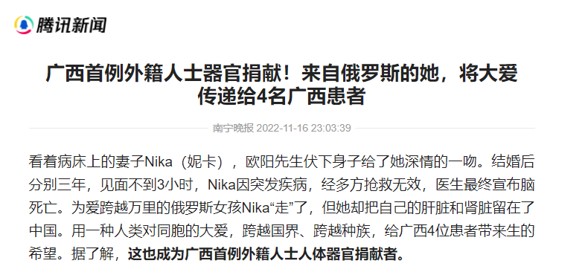 腾讯新闻
广西首例外籍人士器官捐献！来自俄罗斯的她，将大爱
传递给4名广西患者
南宁晚报 2022-11-16 23:03:39
看着病床上的妻子Nika（妮卡），欧阳先生伏下身子给了她深情的一吻。结婚后
分别三年，见面不到3小时，Nika因突发疾病，经多方抢救无效，医生最终宣布脑
死亡。为爱跨越万里的俄罗斯女孩Nika“走”了，但她却把自己的肝脏和肾脏留在了
中国。用一种人类对同胞的大爱，跨越国界、跨越种族，给广西4位患者带来生的
希望。据了解，这也成为广西首例外籍人士人体器官捐献者。